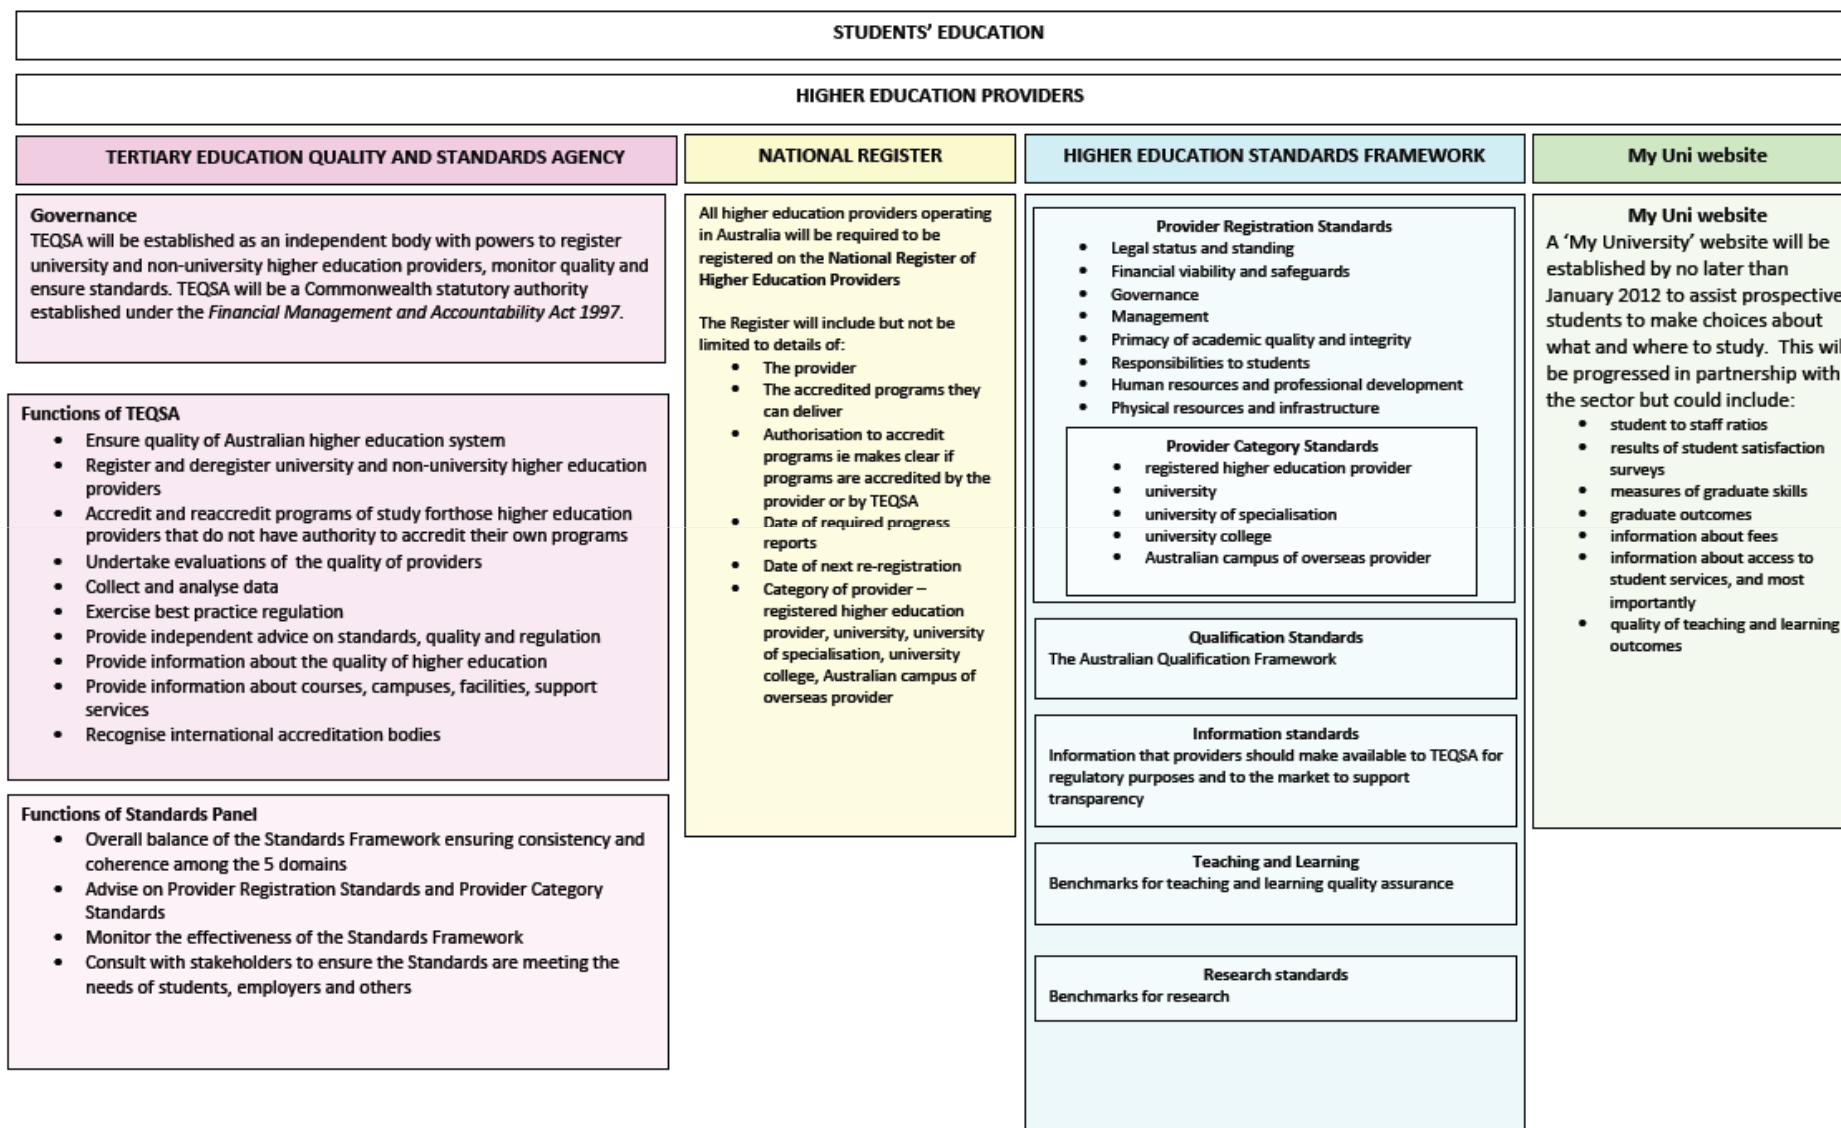 STUDENTS' EDUCATION
HIGHER EDUCATION PROVIDERS
TERTIARY EDUCATION QUALITY AND STANDARDS AGENCY
Governance
TEQSA will be established as an independent body with powers to register
university and non-university higher education providers, monitor quality and
ensure standards. TEQSA will be a Commonwealth statutory authority
established under the Financial Management and Accountability Act 1997.
Functions of TEQSA
• Ensure quality of Australian higher education system
• Register and deregister university and non-university higher education
providers
• Accredit and reaccredit programs of study forthose higher education
providers that do not have authority to accredit their own programs
• Undertake evaluations of the quality of providers
• Collect and analyse data
• Exercise best practice regulation
• Provide independent advice on standards, quality and regulation
• Provide information about the quality of higher education
• Provide information about courses, campuses, facilities, support
services
• Recognise international accreditation bodies
Functions of Standards Panel
• Overall balance of the Standards Framework ensuring consistency and
coherence among the 5 domains
• Advise on Provider Registration Standards and Provider Category
Standards
• Monitor the effectiveness of the Standards Framework
• Consult with stakeholders to ensure the Standards are meeting the
needs of students, employers and others
NATIONAL REGISTER
All higher education providers operating
in Australia will be required to be
registered on the National Register of
Higher Education Providers
The Register will include but not be
limited to details of:
• The provider
• The accredited programs they
can deliver
• Authorisation to accredit
programs ie makes clear if
programs are accredited by the
provider or by TEQSA
• Date of required progress
reports
• Date of next re-registration
• Category of provider –
registered higher education
provider, university, university
of specialisation, university
college, Australian campus of
overseas provider
HIGHER EDUCATION STANDARDS FRAMEWORK
Provider Registration Standards
• Legal status and standing
• Financial viability and safeguards
• Governance
• Management
• Primacy of academic quality and integrity
• Responsibilities to students
• Human resources and professional development
• Physical resources and infrastructure
Provider Category Standards
• registered higher education provider
• university
• university of specialisation
• university college
• Australian campus of overseas provider
Qualification Standards
The Australian Qualification Framework
Information standards
Information that providers should make available to TEQSA for
regulatory purposes and to the market to support
transparency
Teaching and Learning
Benchmarks for teaching and learning quality assurance
Research standards
Benchmarks for research
My Uni website
My Uni website
A 'My University' website will be
established by no later than
January 2012 to assist prospective
students to make choices about
what and where to study. This wil
be progressed in partnership with
the sector but could include:
• student to staff ratios
• results of student satisfaction
surveys
• measures of graduate skills
• graduate outcomes
• information about fees
• information about access to
student services, and most
importantly
• quality of teaching and learning
outcomes